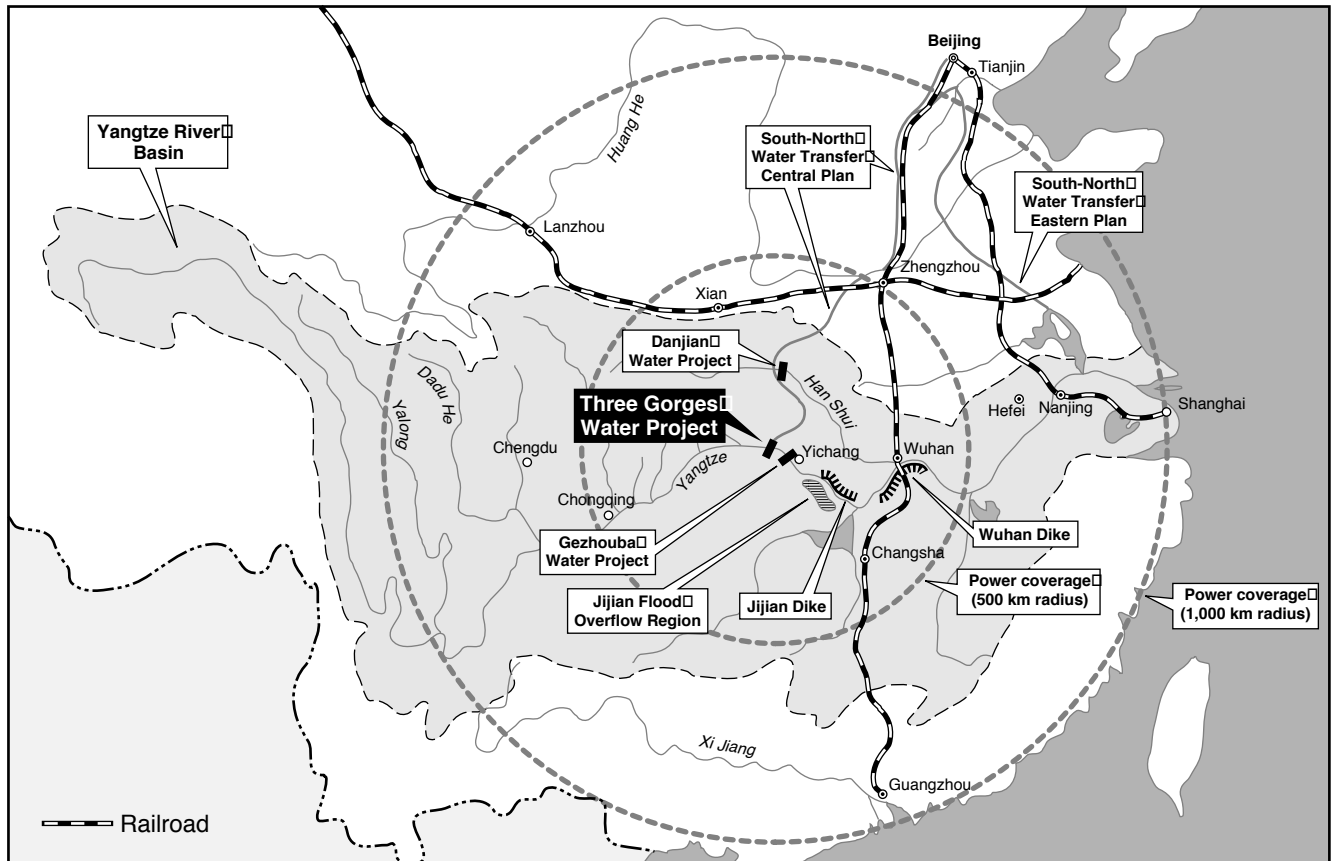 Beijing
Tianjin
Huang He
Yangtze River
Basin
South-North
Water Transfer
Central Plan
South-North
Water Transfer
Eastern Plan
Lanzhou
Zhengzhou
Xian
Danjian
Water Project
Dadu He
Yalong
Han Shui
Three Gorges
Water Project
Hefei
Nanjing
Shanghai
Chengdu
Yangtze
Yichang
Wuhan
Chongqing
Gezhouba
Water Project
Wuhan Dike
Changsha
Jijian Flood
Overflow Region
Jijian Dike
Power coverage
(500 km radius)
Power coverage
(1,000 km radius)
Xi Jiang
Guangzhou
Railroad